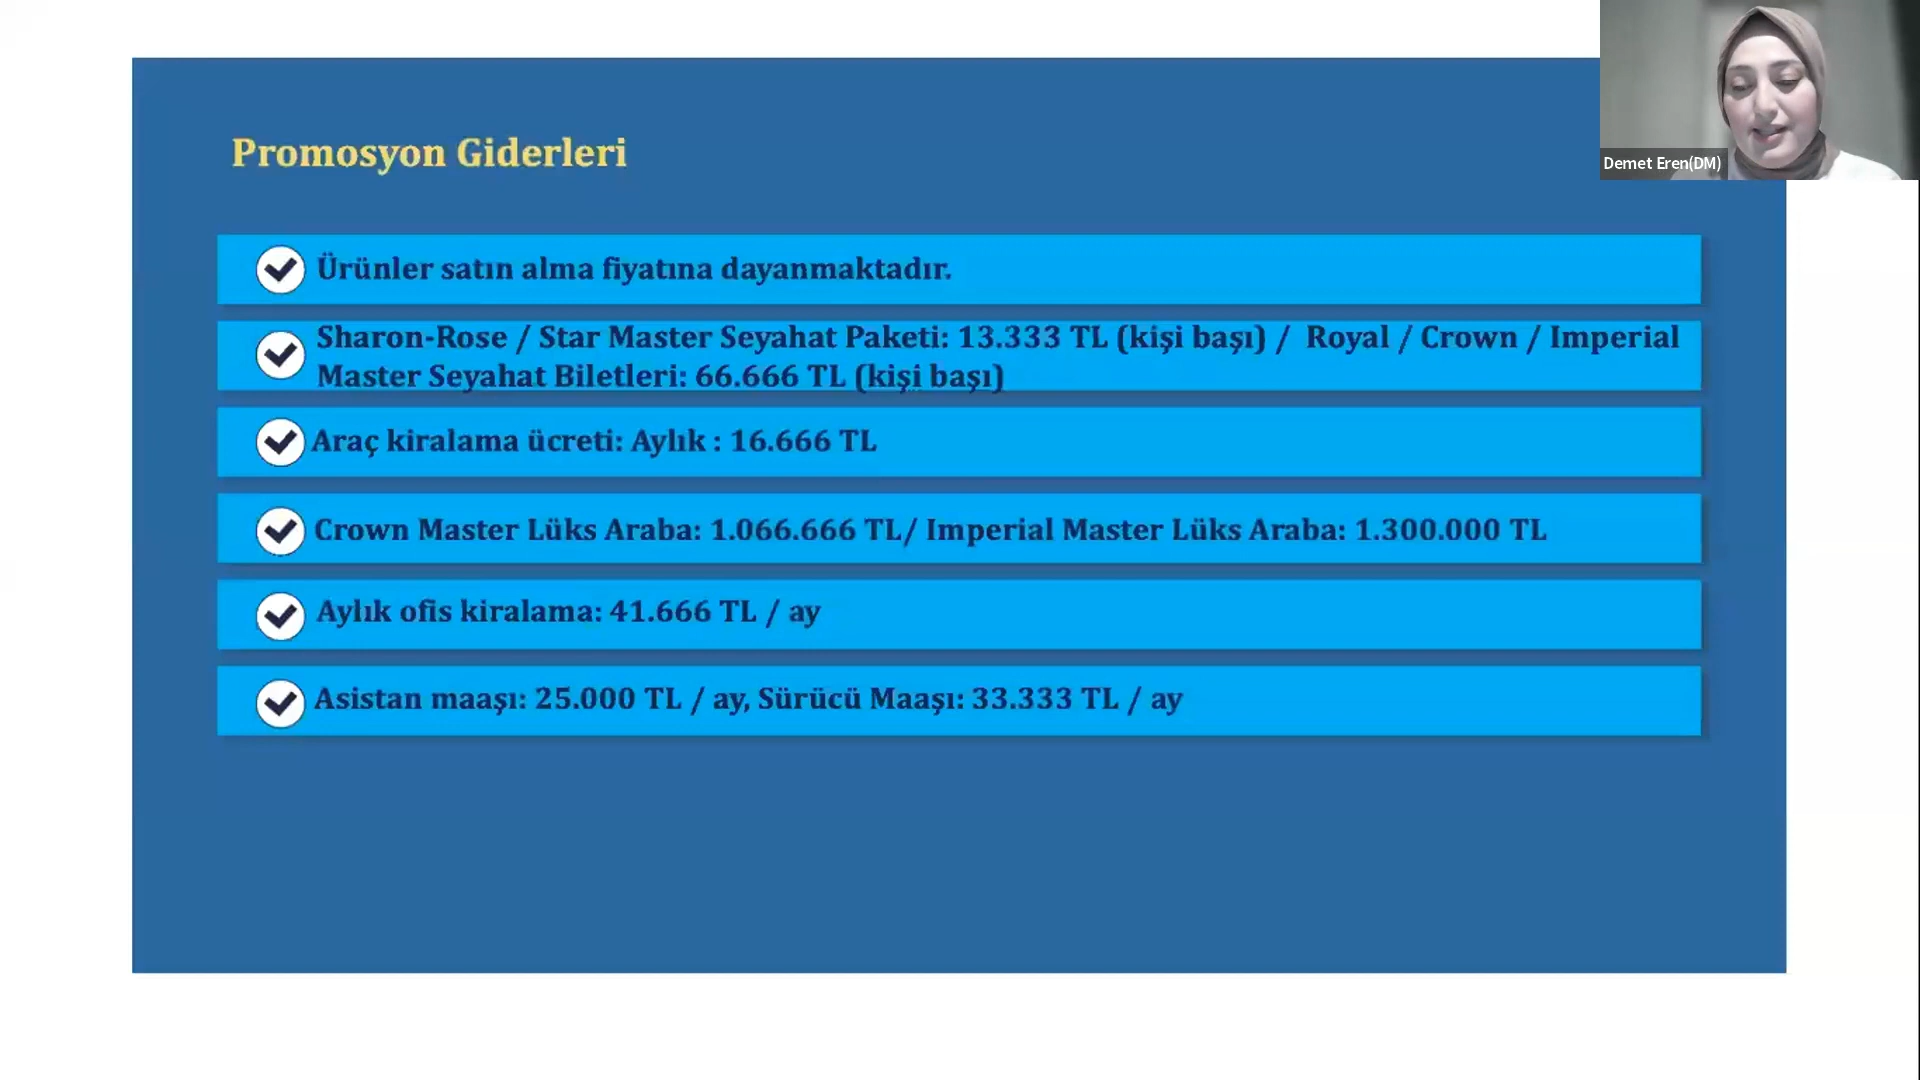 Promosyon Giderleri
Demet Eren(DM)
Ürünler satın alma fiyatına dayanmaktadır.
Sharon-Rose / Star Master Seyahat Paketi: 13.333 TL (kişi başı) / Royal / Crown / Imperial
Master Seyahat Biletleri: 66.666 TL (kişi başı)
Araç kiralama ücreti: Aylık : 16.666 TL
Crown Master Lüks Araba: 1.066.666 TL/ Imperial Master Lüks Araba: 1.300.000 TL
Aylık ofis kiralama: 41.666 TL / ay
Asistan maaşı: 25.000 TL / ay, Sürücü Maaşı: 33.333 TL / ay